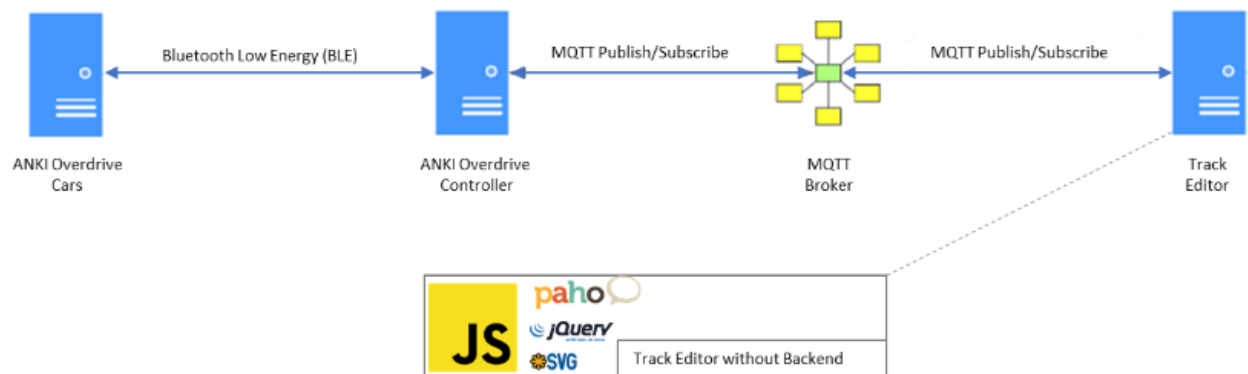 Bluetooth Low Energy (BLE)
MQTT Publish/Subscribe
MQTT Publish/Subscribe
ANKI Overdrive
Cars
ANKI Overdrive
Controller
MQTT
Broker
Track
Editor
paho
JS
jQuery
SVG
Track Editor without Backend